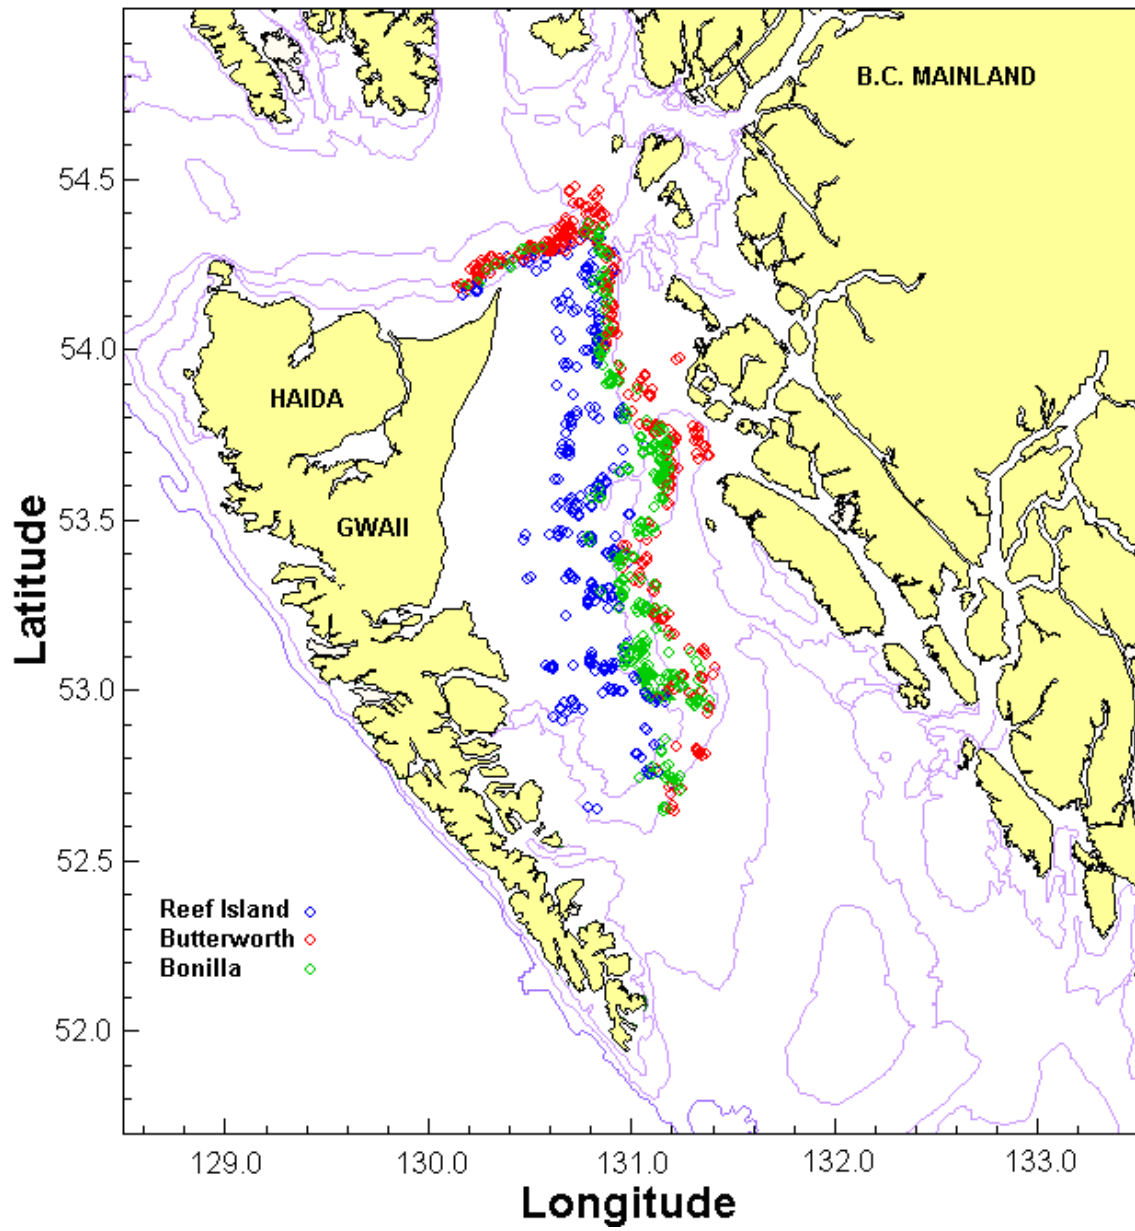 B.C. MAINLAND
54.5
54.0
HAIDA
53.5
GWAII
Latitude
53.0
52.5
Reef Island
Butterworth
Bonilla
52.0
129.0 130.0 131.0 132.0 133.0
Longitude